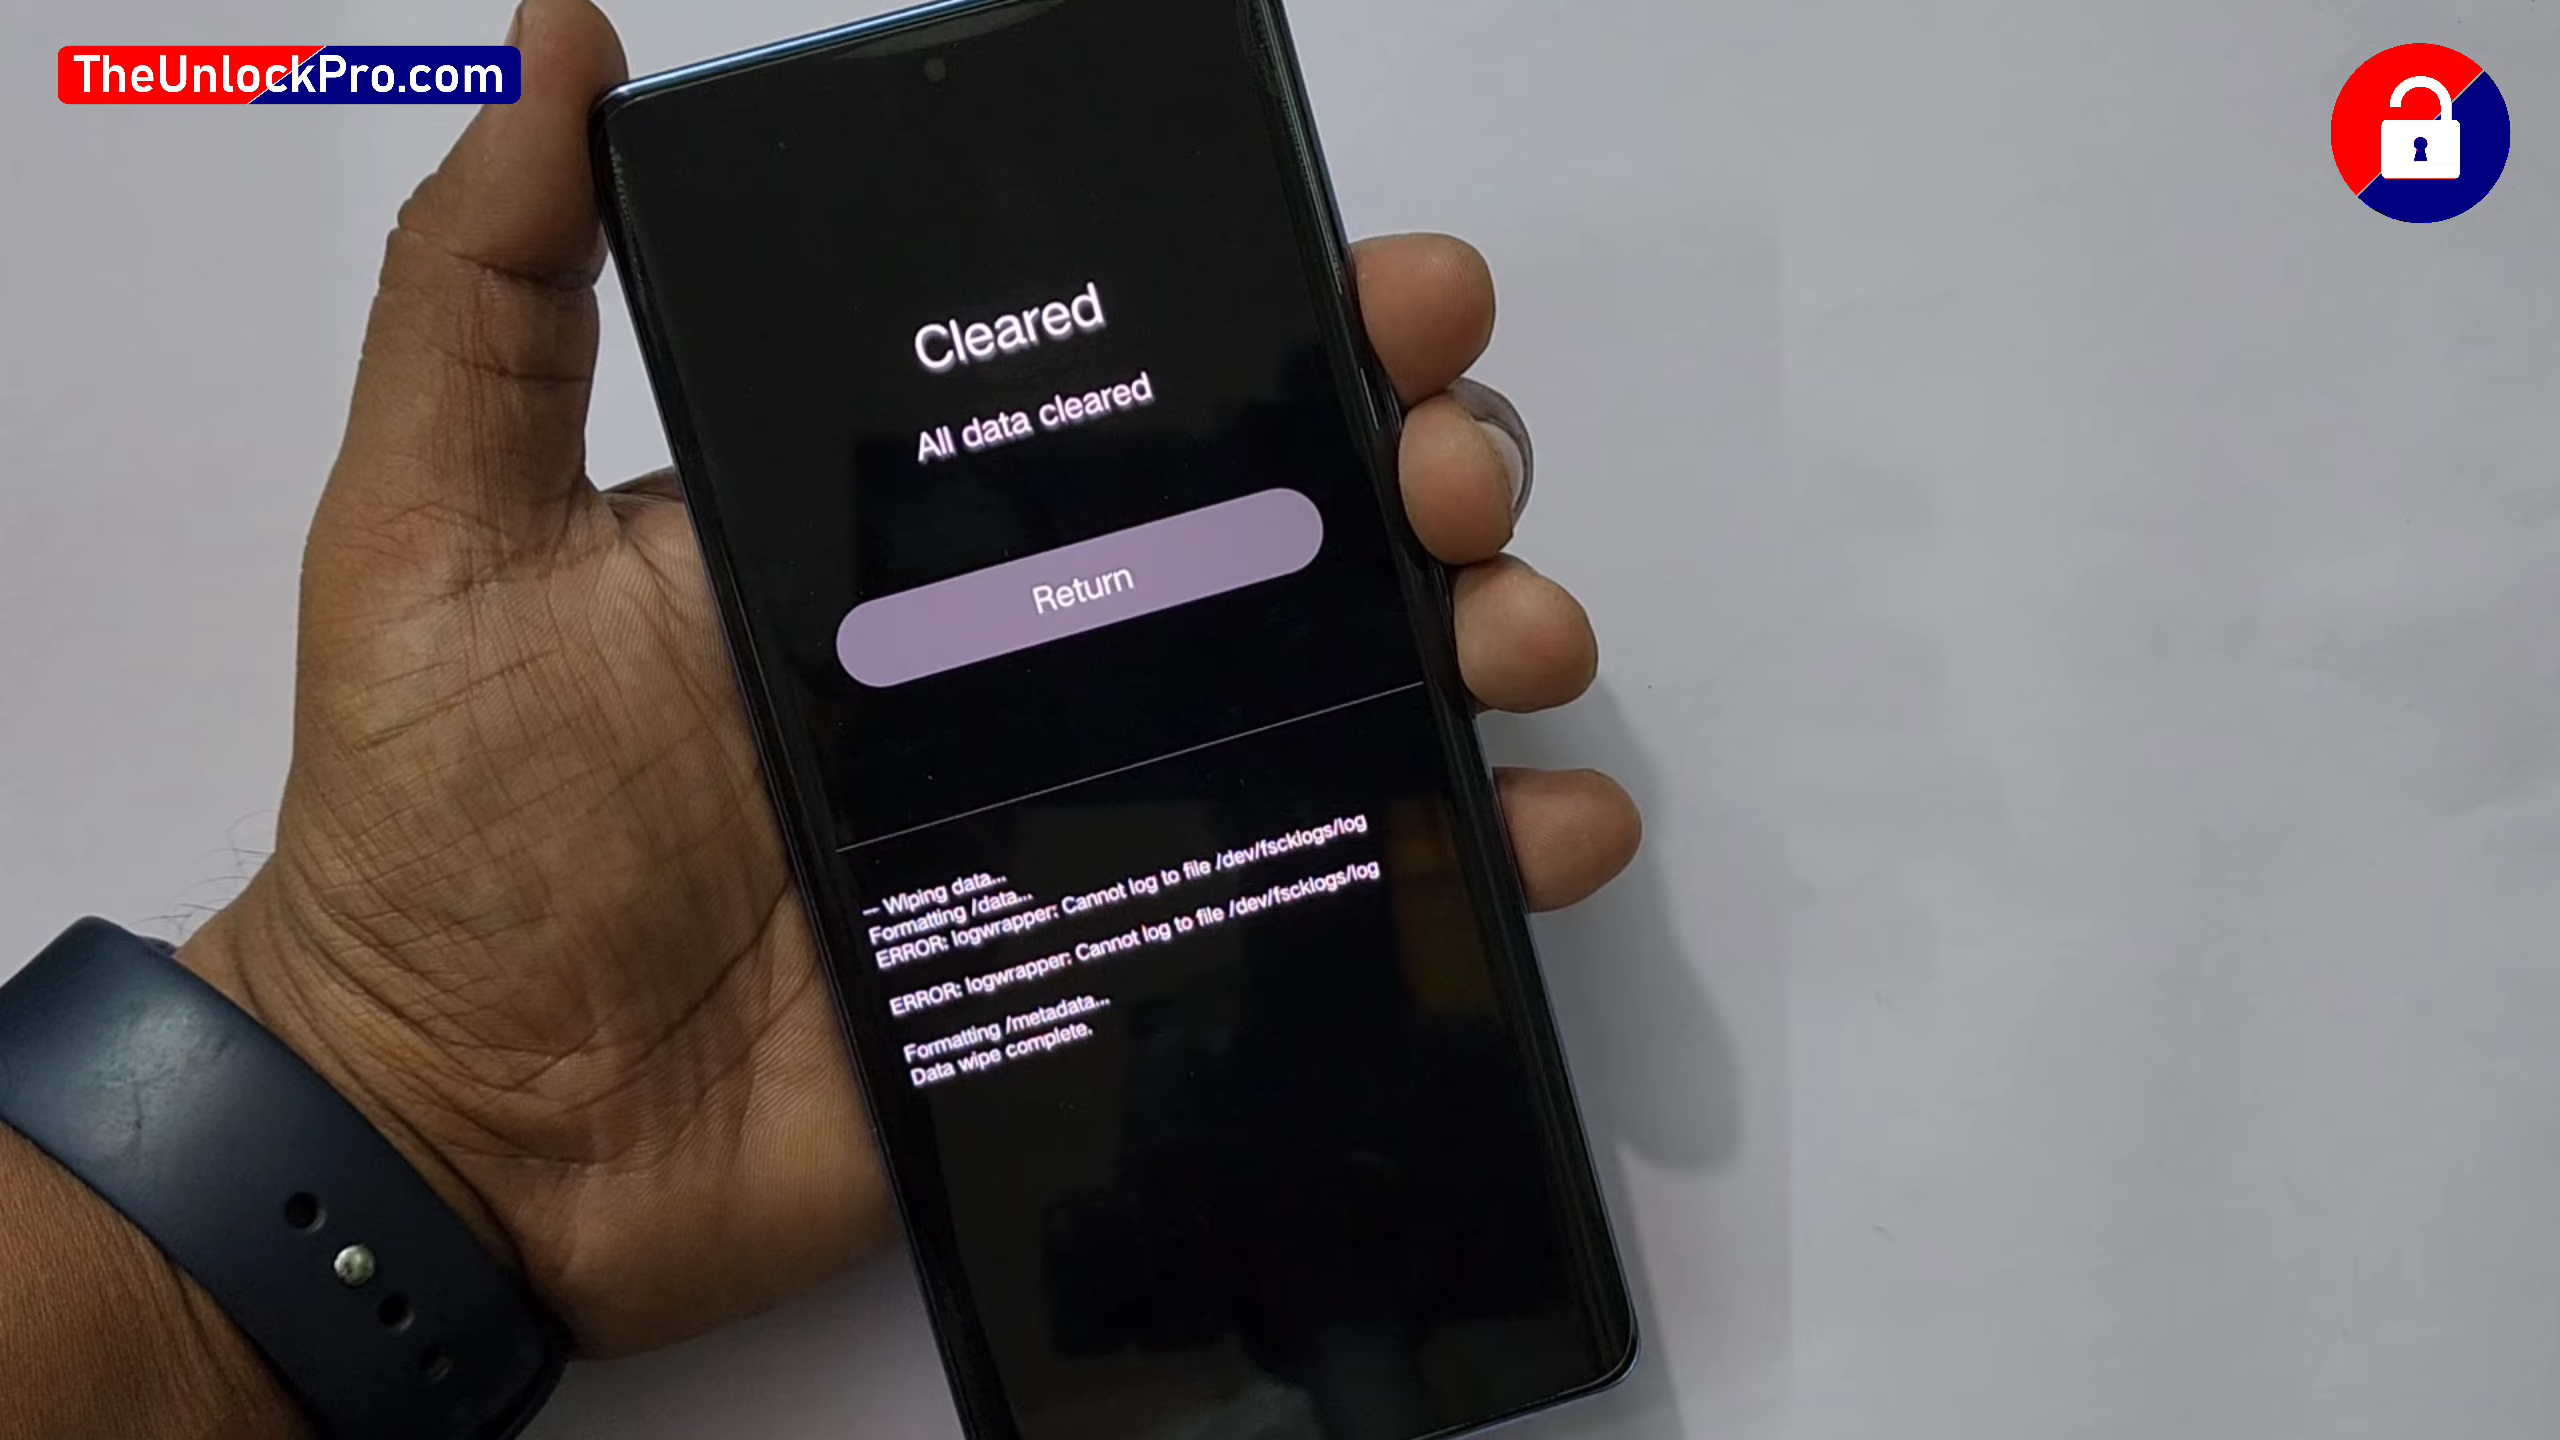 TheUnlockPro.com
Cleared
All data cleared
Return
-- Wiping data...
Formatting /data...
ERROR: logwrapper: Cannot log to file /dev/fscklogs/log
ERROR: logwrapper: Cannot log to file /dev/fscklogs/log
Formatting /metadata...
Data wipe complete.